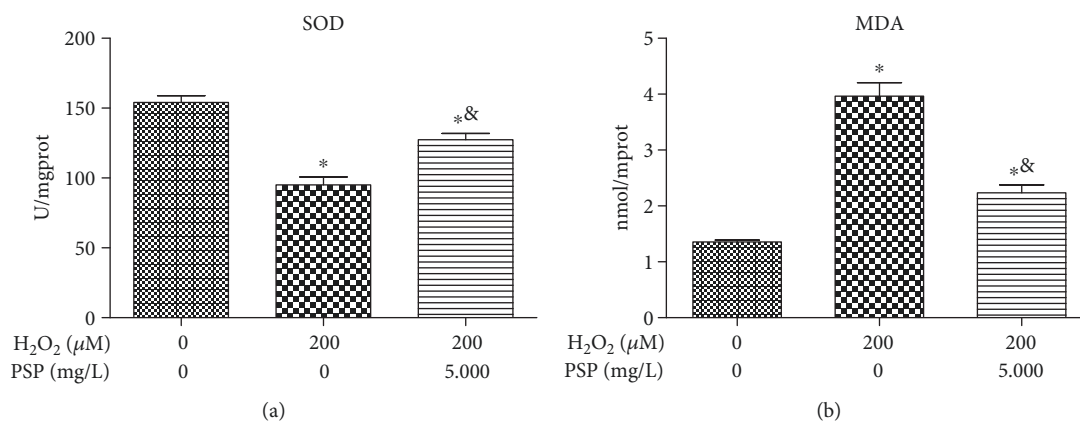 SOD
200
150
100
50
0
U/mgprot
*
*&
H₂O₂ (μM) 0 200 200
PSP (mg/L) 0 0 5.000
(a)
MDA
5
4
3
2
1
0
nmol/mprot
*
*&
H₂O₂ (μM) 0 200 200
PSP (mg/L) 0 0 5.000
(b)